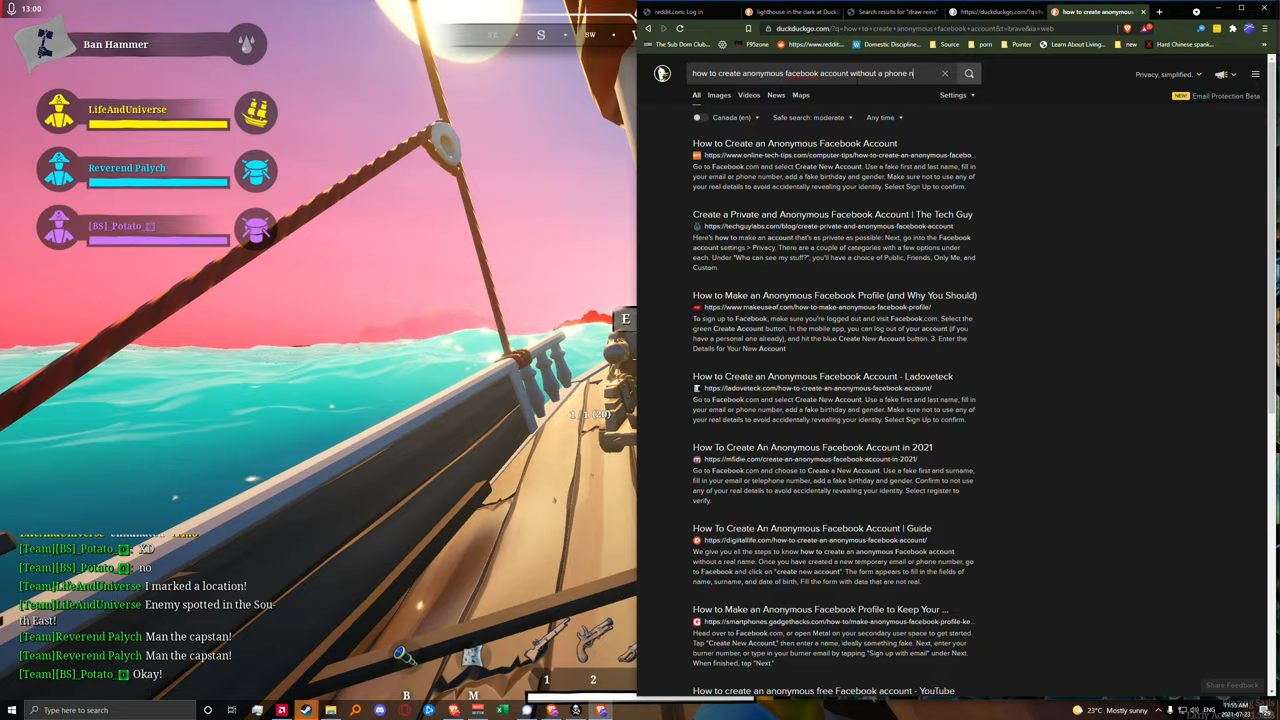 13:00
SE
S
SW
Ban Hammer
LifeAndUniverse
Reverend Palych
[BS]_Potato_
E
1 / 1 (20)
[Team][BS]_Potato_: XD
[Team][BS]_Potato_: no
[Team]LifeAndUniverse I marked a location!
[Team]LifeAndUniverse Enemy spotted in the Sou-
th East!
[Team]Reverend Palych Man the capstan!
[Team]Reverend Palych Man the capstan!
[Team][BS]_Potato_ Okay!
B
M
1
2
reddit.com: Log in
lighthouse in the dark at Duck
Search results for "draw reins"
https://duckduckgo.com/?q=h
how to create anonymous
duckduckgo.com/?q=how+to+create+anonymous+facebook+account&t=brave&ia=web
The Sub Dom Club...
F95zone
https://www.reddit....
Domestic Discipline...
Source
porn
Pointer
Learn About Living...
new
Hard Chinese spank...
how to create anonymous facebook account without a phone n
Privacy, simplified.
All
Images
Videos
News
Maps
Settings
NEW!
Email Protection Beta
Canada (en)
Safe search: moderate
Any time
How to Create an Anonymous Facebook Account
https://www.online-tech-tips.com/computer-tips/how-to-create-an-anonymous-facebo...
Go to Facebook.com and select Create New Account. Use a fake first and last name, fill in
your email or phone number, add a fake birthday and gender. Make sure not to use any of
your real details to avoid accidentally revealing your identity. Select Sign Up to confirm.
Create a Private and Anonymous Facebook Account | The Tech Guy
https://techguylabs.com/blog/create-private-and-anonymous-facebook-account
Here's how to make an account that's as private as possible: Next, go into the Facebook
account settings > Privacy. There are a couple of categories with a few options under
each. Under "Who can see my stuff?", you'll have a choice of Public, Friends, Only Me, and
Custom.
How to Make an Anonymous Facebook Profile (and Why You Should)
https://www.makeuseof.com/how-to-make-anonymous-facebook-profile/
To sign up to Facebook, make sure you're logged out and visit Facebook.com. Select the
green Create Account button. In the mobile app, you can log out of your account (if you
have a personal one already), and hit the blue Create New Account button. 3. Enter the
Details for Your New Account
How to Create an Anonymous Facebook Account - Ladoveteck
https://ladoveteck.com/how-to-create-an-anonymous-facebook-account/
Go to Facebook.com and select Create New Account. Use a fake first and last name, fill in
your email or phone number, add a fake birthday and gender. Make sure not to use any of
your real details to avoid accidentally revealing your identity. Select Sign Up to confirm.
How To Create An Anonymous Facebook Account in 2021
https://mfidie.com/create-an-anonymous-facebook-account-in-2021/
Go to Facebook.com and choose to Create a New Account. Use a fake first and surname,
fill in your email or telephone number, add a fake birthday and gender. Confirm to not use
any of your real details to avoid accidentally revealing your identity. Select register to
verify.
How To Create An Anonymous Facebook Account | Guide
https://digiitallife.com/how-to-create-an-anonymous-facebook-account/
We give you all the steps to know how to create an anonymous Facebook account
without a real name. Once you have created a new temporary email or phone number, go
to Facebook and click on "create new account". The form appears to fill in the fields of
name, surname, and date of birth, Fill the form with data that are not real.
How to Make an Anonymous Facebook Profile to Keep Your ...
https://smartphones.gadgethacks.com/how-to/make-anonymous-facebook-profile-ke...
Head over to Facebook.com, or open Metal on your secondary user space to get started.
Tap "Create New Account," then enter a name, ideally something fake. Next, enter your
burner number, or type in your burner email by tapping "Sign up with email" under Next.
When finished, tap "Next."
How to create an anonymous free Facebook account - YouTube
Share Feedback
Type here to search
23°C Mostly sunny
11:55 AM
2021-07-23